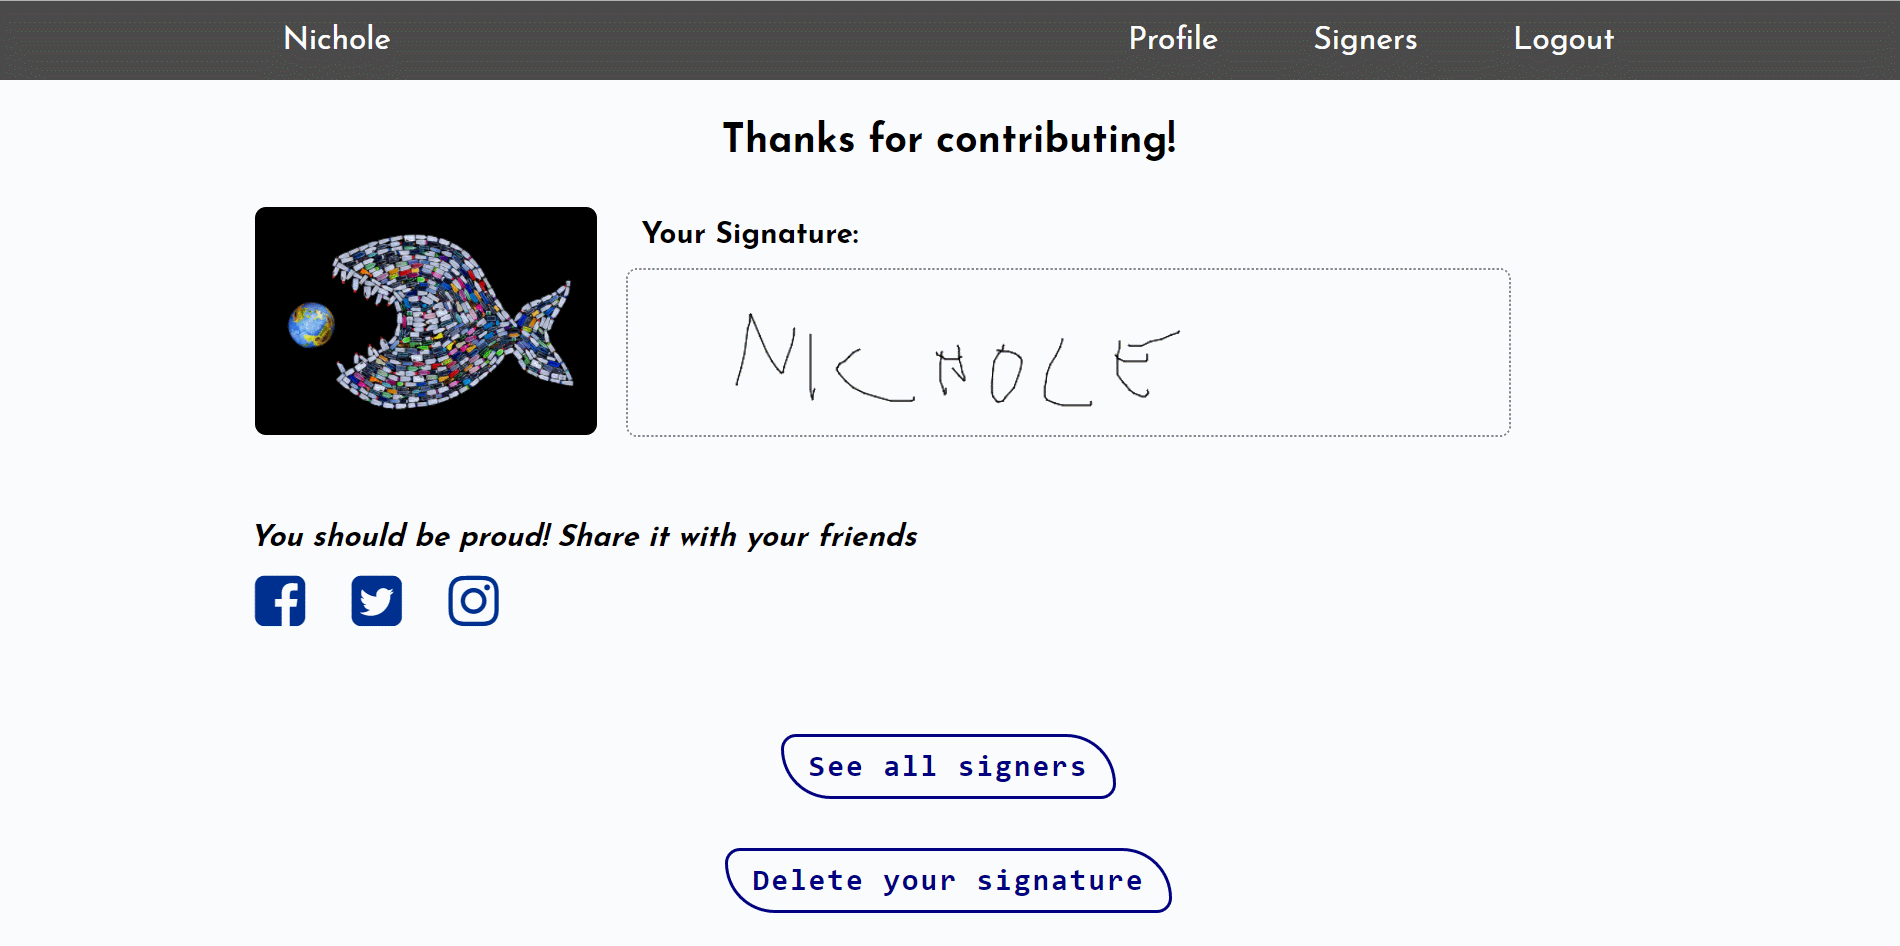 Nichole Profile Signers Logout
Thanks for contributing!
Your Signature:
NICHOLE
You should be proud! Share it with your friends
See all signers
Delete your signature